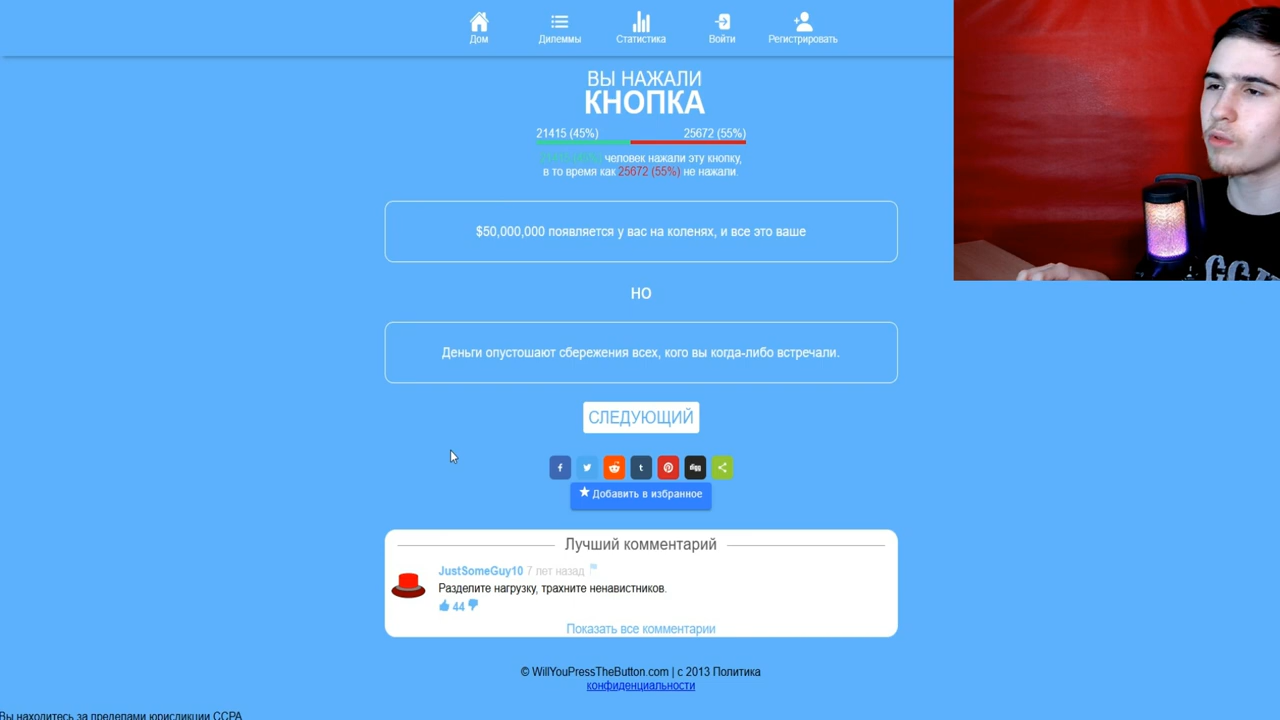 Дом
Дилеммы
Статистика
Войти
Регистрировать
ВЫ НАЖАЛИ
КНОПКА
21415 (45%) 25672 (55%)
человек нажали эту кнопку,
в то время как 25672 (55%) не нажали.
$50,000,000 появляется у вас на коленях, и все это ваше
НО
Деньги опустошают сбережения всех, кого вы когда-либо встречали.
СЛЕДУЮЩИЙ
f
t
digg
Добавить в избранное
Лучший комментарий
JustSomeGuy10 7 лет назад
Разделите нагрузку, трахните ненавистников.
44
Показать все комментарии
© WillYouPressTheButton.com | с 2013 Политика
конфиденциальности
Вы находитесь за пределами юрисдикции CCPA